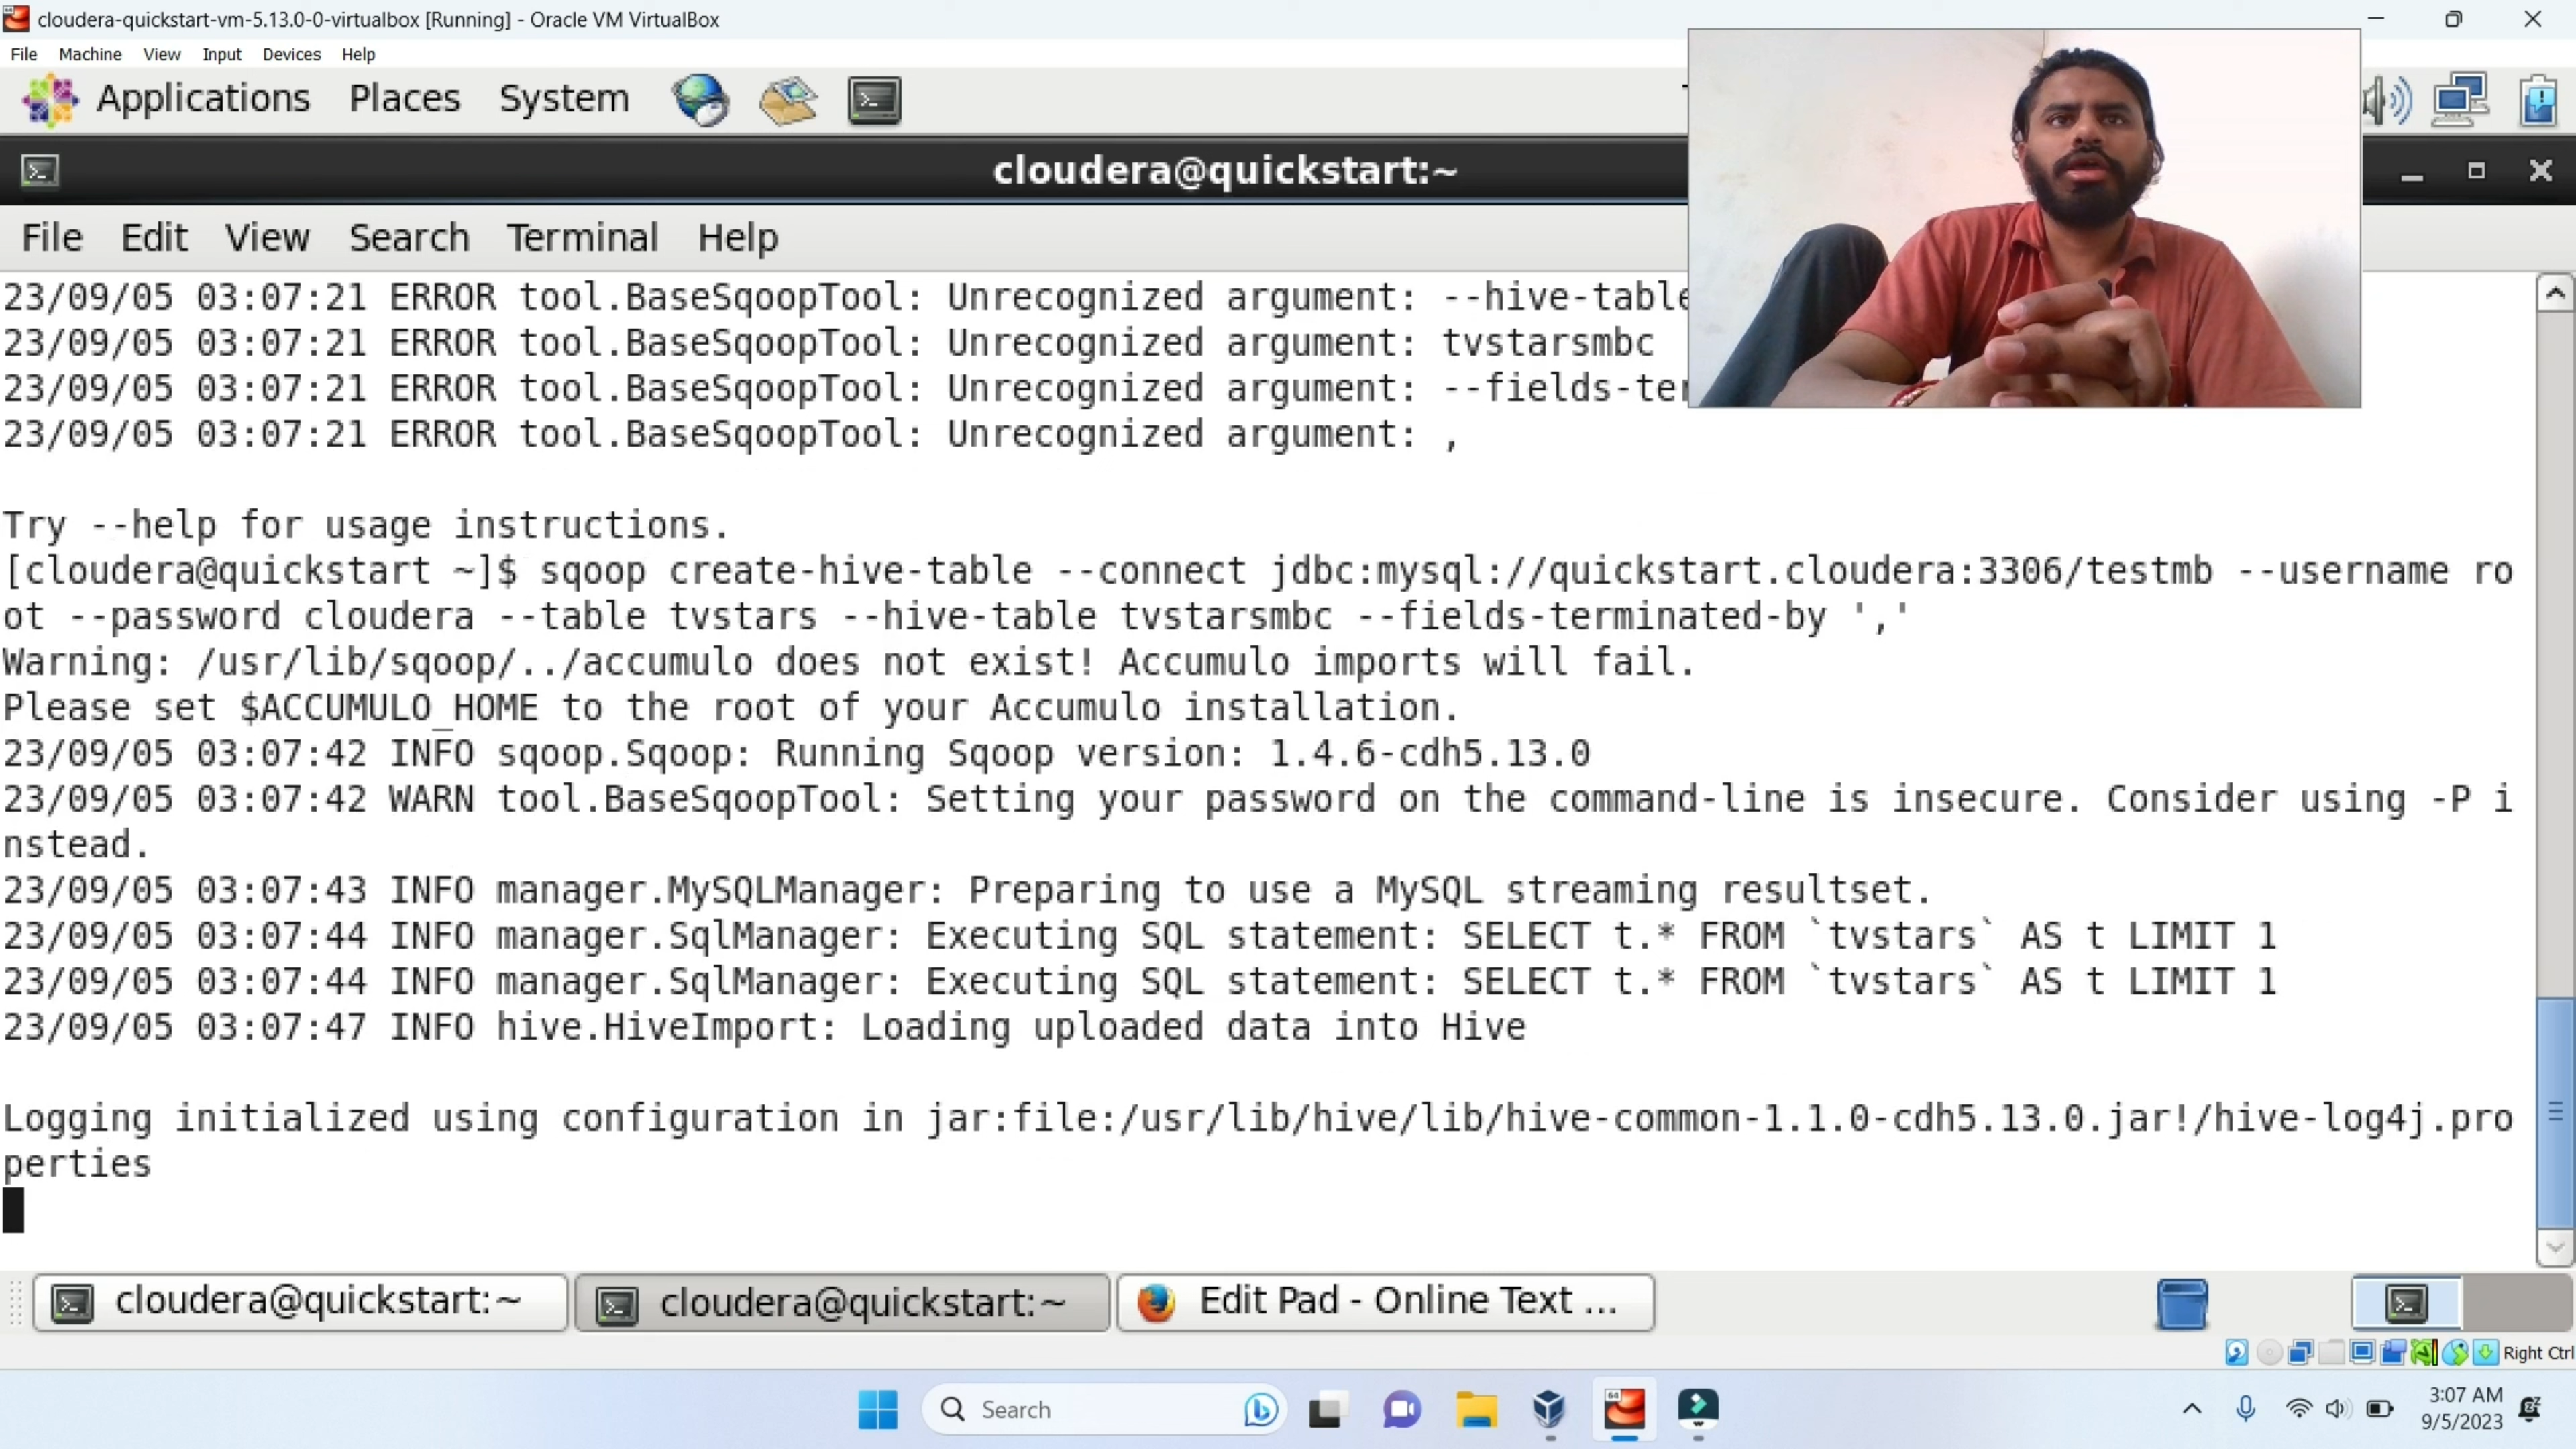 cloudera-quickstart-vm-5.13.0-0-virtualbox [Running] - Oracle VM VirtualBox
File Machine View Input Devices Help
Applications Places System
cloudera@quickstart:~
File Edit View Search Terminal Help
23/09/05 03:07:21 ERROR tool.BaseSqoopTool: Unrecognized argument: --hive-table
23/09/05 03:07:21 ERROR tool.BaseSqoopTool: Unrecognized argument: tvstarsmbc
23/09/05 03:07:21 ERROR tool.BaseSqoopTool: Unrecognized argument: --fields-ter
23/09/05 03:07:21 ERROR tool.BaseSqoopTool: Unrecognized argument: ,
Try --help for usage instructions.
[cloudera@quickstart ~]$ sqoop create-hive-table --connect jdbc:mysql://quickstart.cloudera:3306/testmb --username ro
ot --password cloudera --table tvstars --hive-table tvstarsmbc --fields-terminated-by ','
Warning: /usr/lib/sqoop/../accumulo does not exist! Accumulo imports will fail.
Please set $ACCUMULO_HOME to the root of your Accumulo installation.
23/09/05 03:07:42 INFO sqoop.Sqoop: Running Sqoop version: 1.4.6-cdh5.13.0
23/09/05 03:07:42 WARN tool.BaseSqoopTool: Setting your password on the command-line is insecure. Consider using -P i
nstead.
23/09/05 03:07:43 INFO manager.MySQLManager: Preparing to use a MySQL streaming resultset.
23/09/05 03:07:44 INFO manager.SqlManager: Executing SQL statement: SELECT t.* FROM `tvstars` AS t LIMIT 1
23/09/05 03:07:44 INFO manager.SqlManager: Executing SQL statement: SELECT t.* FROM `tvstars` AS t LIMIT 1
23/09/05 03:07:47 INFO hive.HiveImport: Loading uploaded data into Hive
Logging initialized using configuration in jar:file:/usr/lib/hive/lib/hive-common-1.1.0-cdh5.13.0.jar!/hive-log4j.pro
perties
cloudera@quickstart:~ cloudera@quickstart:~ Edit Pad - Online Text ...
Right Ctrl
Search
3:07 AM
9/5/2023